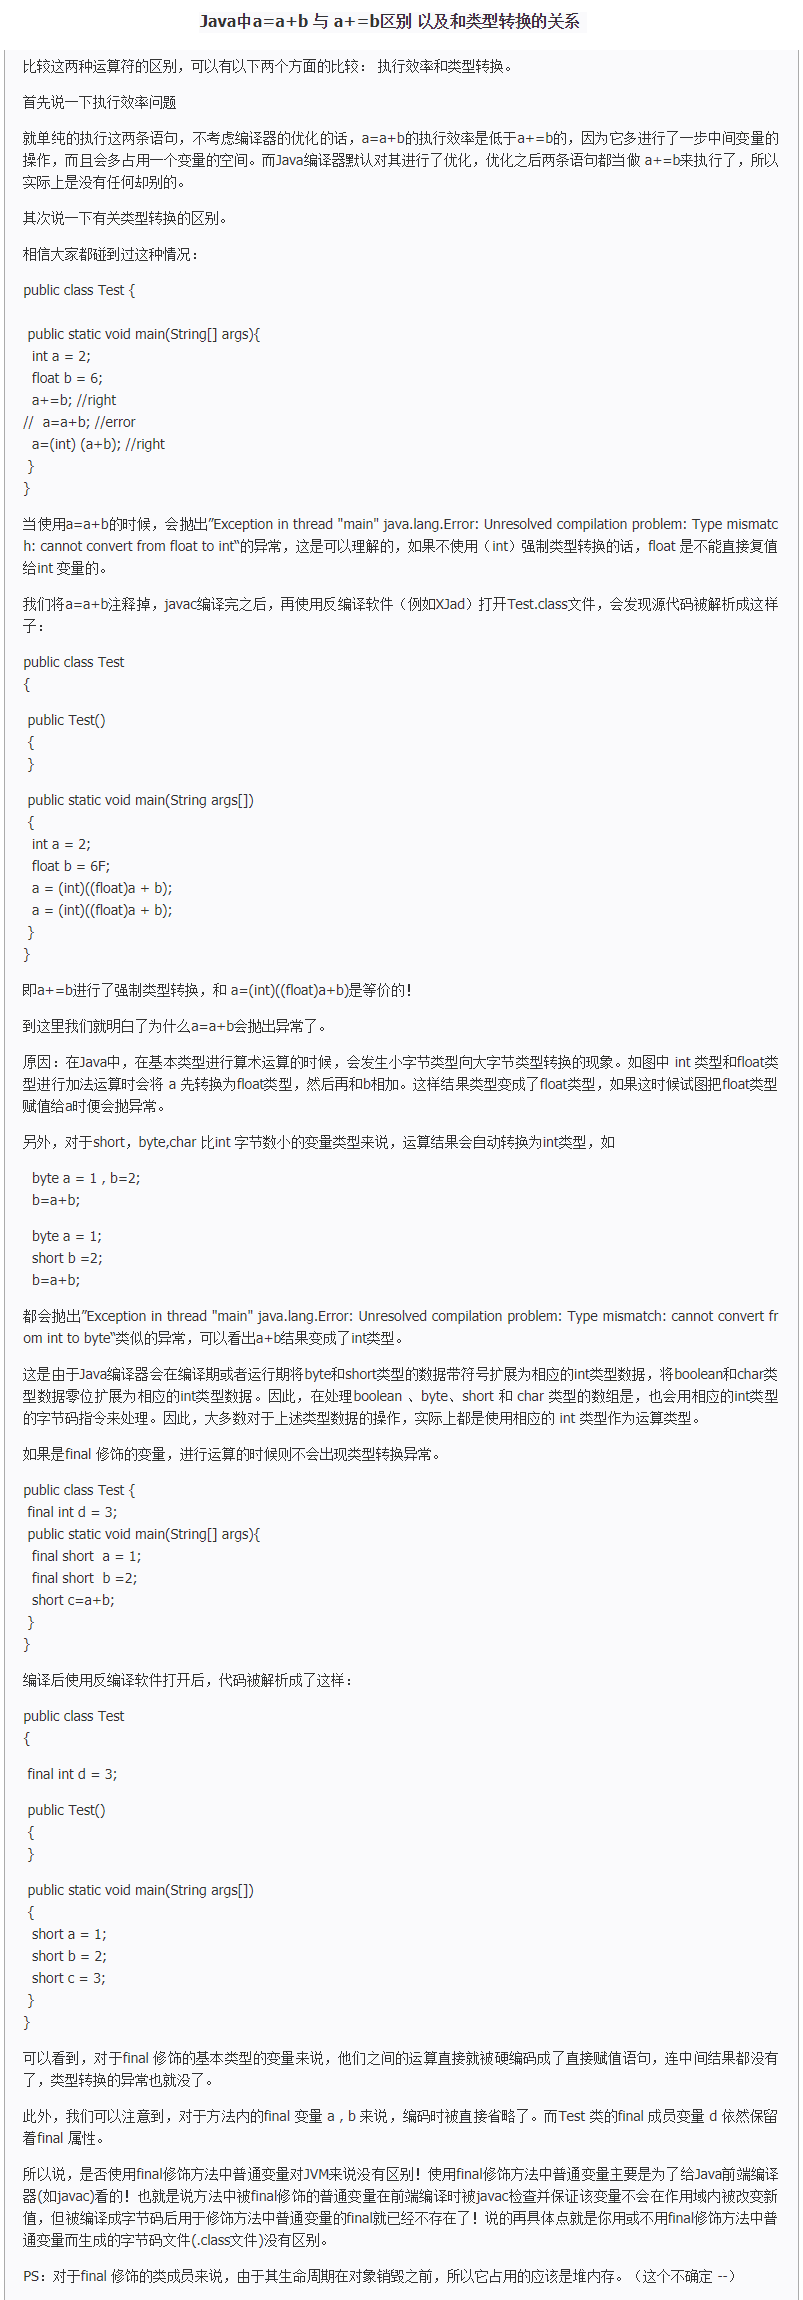 Java中a=a+b 与 a+=b区别 以及和类型转换的关系
比较这两种运算符的区别，可以有以下两个方面的比较： 执行效率和类型转换。
首先说一下执行效率问题
就单纯的执行这两条语句，不考虑编译器的优化的话，a=a+b的执行效率是低于a+=b的，因为它多进行了一步中间变量的
操作，而且会多占用一个变量的空间。而Java编译器默认对其进行了优化，优化之后两条语句都当做 a+=b来执行了，所以
实际上是没有任何却别的。
其次说一下有关类型转换的区别。
相信大家都碰到过这种情况：
public class Test {
public static void main(String[] args){
int a = 2;
float b = 6;
a+=b; //right
//  a=a+b; //error
a=(int) (a+b); //right
}
}
当使用a=a+b的时候，会抛出”Exception in thread "main" java.lang.Error: Unresolved compilation problem: Type mismatc
h: cannot convert from float to int“的异常，这是可以理解的，如果不使用（int）强制类型转换的话，float 是不能直接复值
给int 变量的。
我们将a=a+b注释掉，javac编译完之后，再使用反编译软件（例如XJad）打开Test.class文件，会发现源代码被解析成这样
子：
public class Test
{
public Test()
{
}
public static void main(String args[])
{
int a = 2;
float b = 6F;
a = (int)((float)a + b);
a = (int)((float)a + b);
}
}
即a+=b进行了强制类型转换，和 a=(int)((float)a+b)是等价的！
到这里我们就明白了为什么a=a+b会抛出异常了。
原因：在Java中，在基本类型进行算术运算的时候，会发生小字节类型向大字节类型转换的现象。如图中 int 类型和float类
型进行加法运算时会将 a 先转换为float类型，然后再和b相加。这样结果类型变成了float类型，如果这时候试图把float类型
赋值给a时便会抛异常。
另外，对于short，byte,char 比int 字节数小的变量类型来说，运算结果会自动转换为int类型，如
byte a = 1 , b=2;
b=a+b;
byte a = 1;
short b =2;
b=a+b;
都会抛出”Exception in thread "main" java.lang.Error: Unresolved compilation problem: Type mismatch: cannot convert fr
om int to byte“类似的异常，可以看出a+b结果变成了int类型。
这是由于Java编译器会在编译期或者运行期将byte和short类型的数据带符号扩展为相应的int类型数据，将boolean和char类
型数据零位扩展为相应的int类型数据。因此，在处理boolean 、byte、short 和 char 类型的数组是，也会用相应的int类型
的字节码指令来处理。因此，大多数对于上述类型数据的操作，实际上都是使用相应的 int 类型作为运算类型。
如果是final 修饰的变量，进行运算的时候则不会出现类型转换异常。
public class Test {
final int d = 3;
public static void main(String[] args){
final short  a = 1;
final short  b =2;
short c=a+b;
}
}
编译后使用反编译软件打开后，代码被解析成了这样：
public class Test
{
final int d = 3;
public Test()
{
}
public static void main(String args[])
{
short a = 1;
short b = 2;
short c = 3;
}
}
可以看到，对于final 修饰的基本类型的变量来说，他们之间的运算直接就被硬编码成了直接赋值语句，连中间结果都没有
了，类型转换的异常也就没了。
此外，我们可以注意到，对于方法内的final 变量 a , b 来说，编码时被直接省略了。而Test 类的final 成员变量 d 依然保留
着final 属性。
所以说，是否使用final修饰方法中普通变量对JVM来说没有区别！使用final修饰方法中普通变量主要是为了给Java前端编译
器(如javac)看的！也就是说方法中被final修饰的普通变量在前端编译时被javac检查并保证该变量不会在作用域内被改变新
值，但被编译成字节码后用于修饰方法中普通变量的final就已经不存在了！说的再具体点就是你用或不用final修饰方法中普
通变量而生成的字节码文件(.class文件)没有区别。
PS：对于final 修饰的类成员来说，由于其生命周期在对象销毁之前，所以它占用的应该是堆内存。（这个不确定 --）